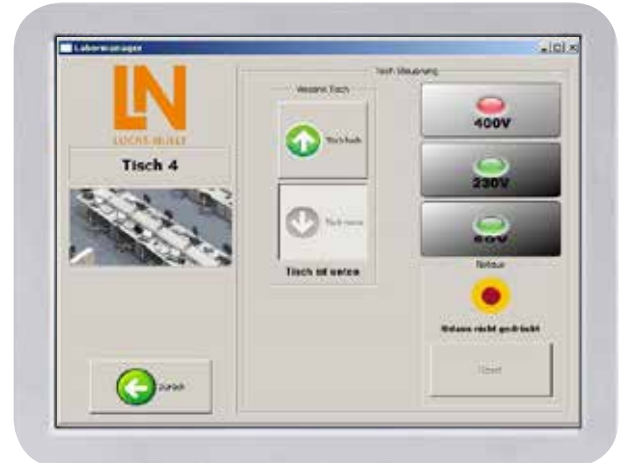 Labormanager
LN
LUCAS-NÜLLE
Tisch 4
zurück
Tisch Steuerung
Versenk Tisch
Tisch hoch
Tisch runter
Tisch ist unten
400V
230V
Notaus
Notaus nicht gedrückt
Reset